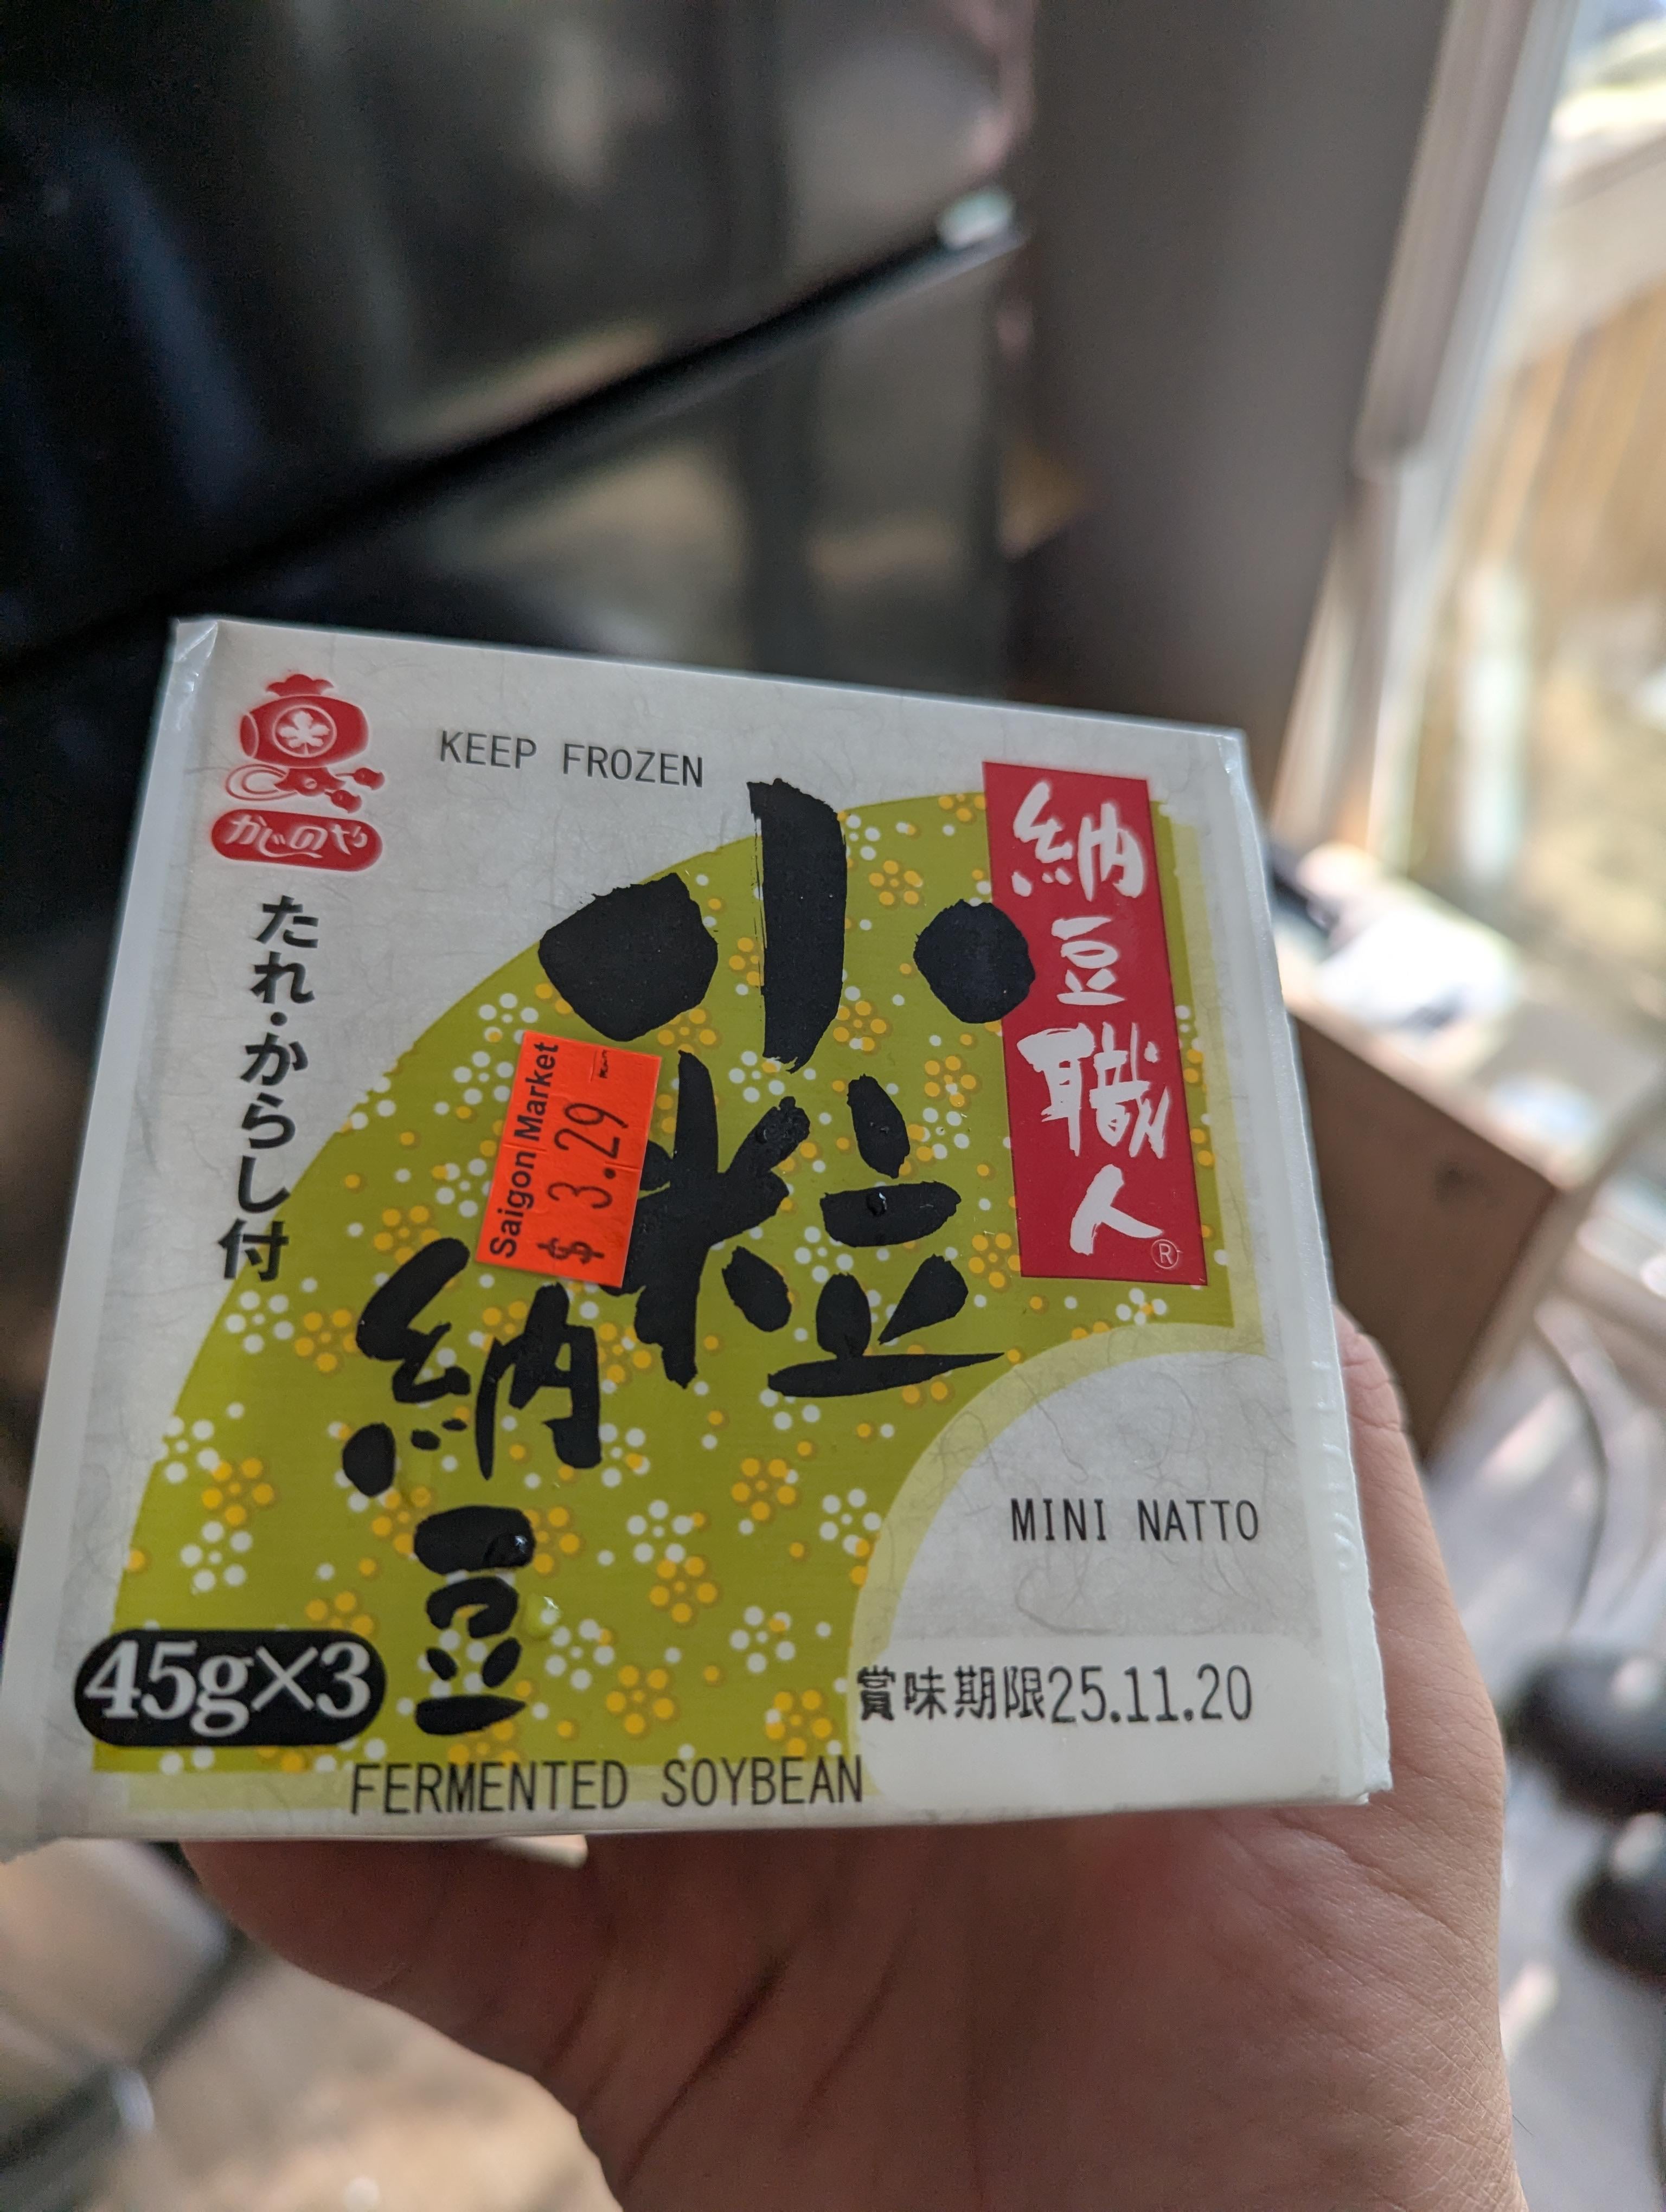 かじのや
KEEP FROZEN
納豆職人®
小粒
納豆
たれ・からし付
Saigon Market
$ 3.29
MINI NATTO
45g×3
賞味期限25.11.20
FERMENTED SOYBEAN